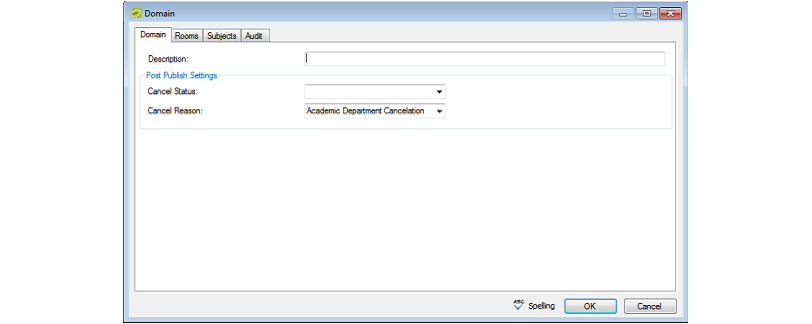 Domain
Domain Rooms Subjects Audit
Description:
Post Publish Settings
Cancel Status:
Cancel Reason: Academic Department Cancelation
ABC Spelling OK Cancel